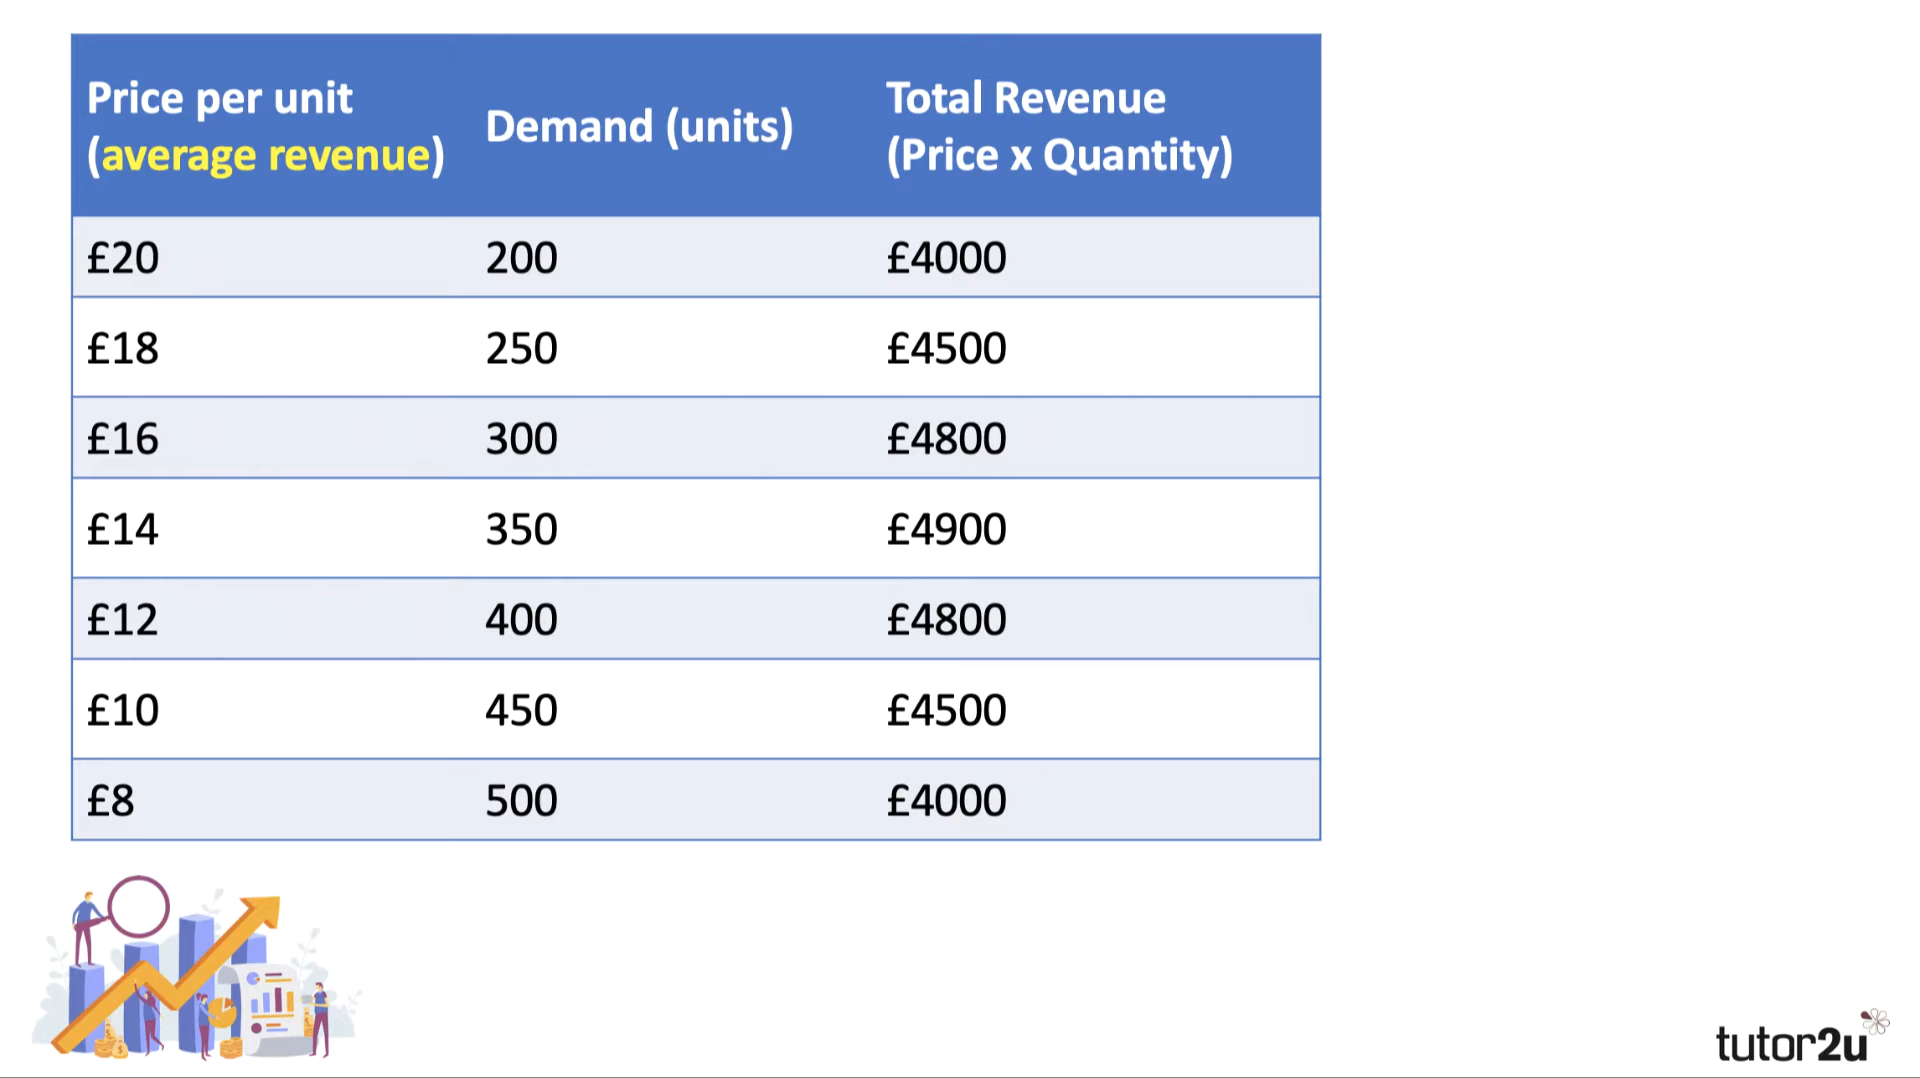 Price per unit
(average revenue)
Demand (units)
Total Revenue
(Price x Quantity)
£20 200 £4000
£18 250 £4500
£16 300 £4800
£14 350 £4900
£12 400 £4800
£10 450 £4500
£8 500 £4000
tutor2u